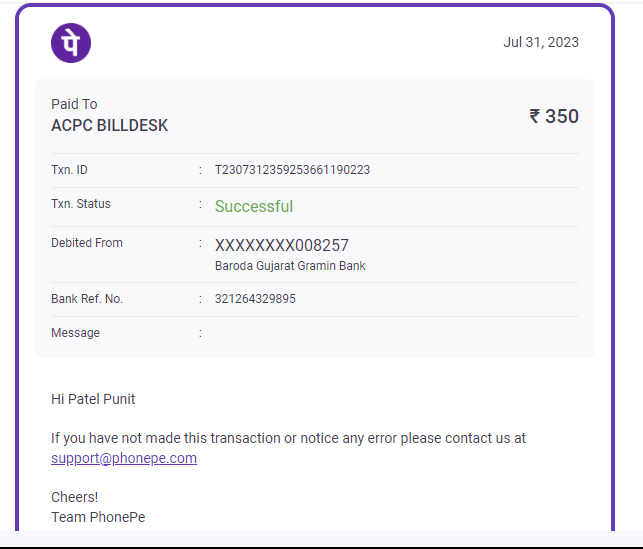 पे
Jul 31, 2023
Paid To
ACPC BILLDESK
₹ 350
Txn. ID : T2307312359253661190223
Txn. Status : Successful
Debited From : XXXXXXXX008257
Baroda Gujarat Gramin Bank
Bank Ref. No. : 321264329895
Message :
Hi Patel Punit
If you have not made this transaction or notice any error please contact us at
support@phonepe.com
Cheers!
Team PhonePe